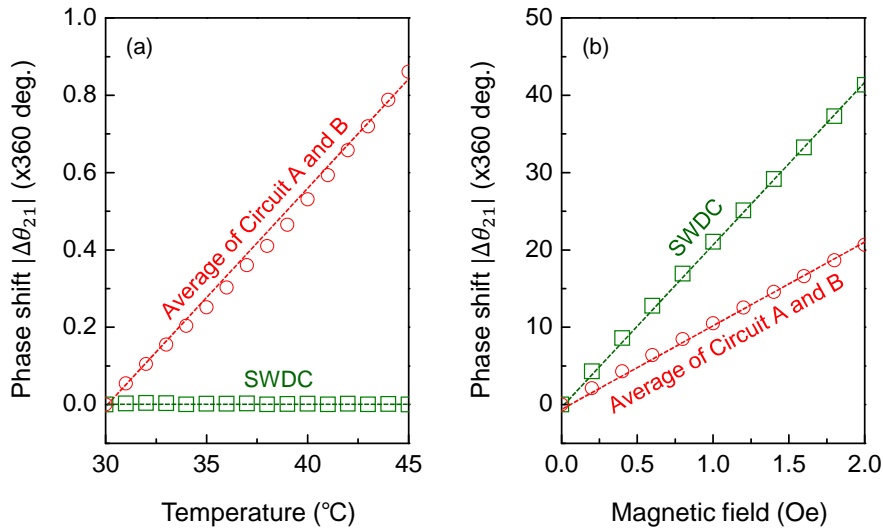 (a)
Phase shift |Δθ21| (x360 deg.)
1.0
0.8
0.6
0.4
0.2
0.0
Average of Circuit A and B
SWDC
30
35
40
45
Temperature (℃)
(b)
Phase shift |Δθ21| (x360 deg.)
50
40
30
20
10
0
SWDC
Average of Circuit A and B
0.0
0.5
1.0
1.5
2.0
Magnetic field (Oe)